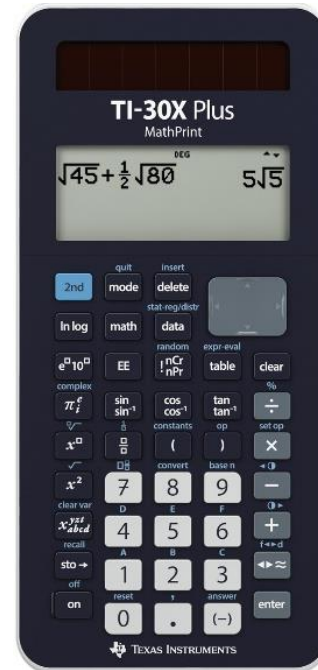 TI-30X Plus
MathPrint
DEG
√45+½√80 5√5
quit insert
2nd mode delete
stat-reg/distr
ln log math data
random expr-eval
e^□ 10^□ EE ! nCr nPr table clear
complex %
π e i sin sin⁻¹ cos cos⁻¹ tan tan⁻¹ ÷
constants op set op
x^□ ( ) ×
convert base n
x² 7 8 9 −
clear var D E F
x y z t a b c d 4 5 6 +
recall A B C f◄►d
sto→ 1 2 3 ◄►≈
off reset , answer
on 0 . (−) enter
TEXAS INSTRUMENTS